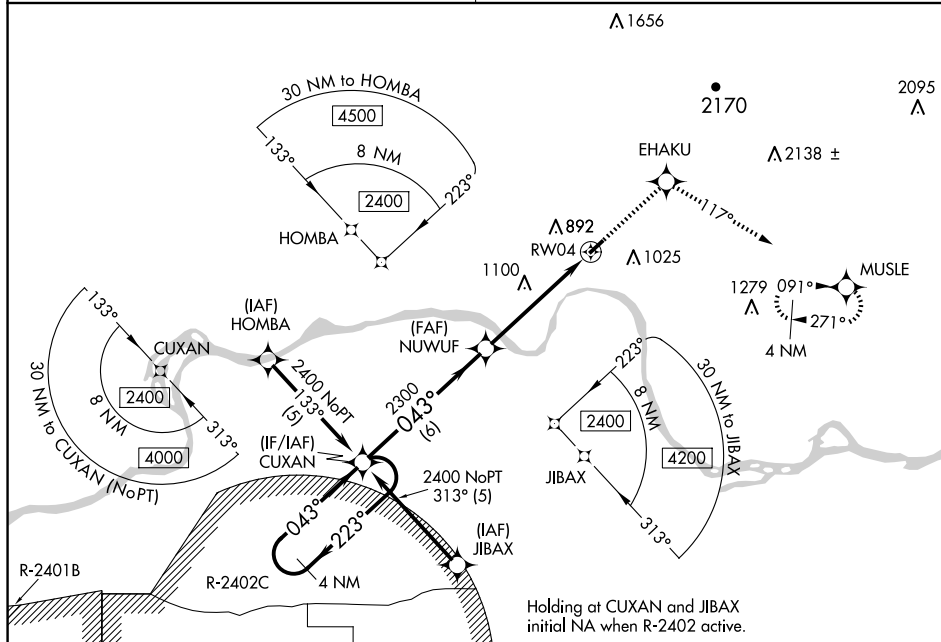 1656
2170
2095
2138 ±
30 NM to HOMBA
4500
133°
8 NM
223°
2400
HOMBA
EHAKU
117°
892
RW04
1025
1100
MUSLE
1279
091°
271°
4 NM
133°
CUXAN
2400
8 NM
313°
4000
30 NM to CUXAN (NoPT)
(IAF)
HOMBA
2400 NoPT
133°
(5)
(FAF)
NUWUF
2300
043°
(6)
(IF/IAF)
CUXAN
2400 NoPT
313° (5)
043°
223°
4 NM
(IAF)
JIBAX
223°
2400
30 NM to JIBAX
8 NM
4200
JIBAX
313°
R-2401B
R-2402C
Holding at CUXAN and JIBAX
initial NA when R-2402 active.